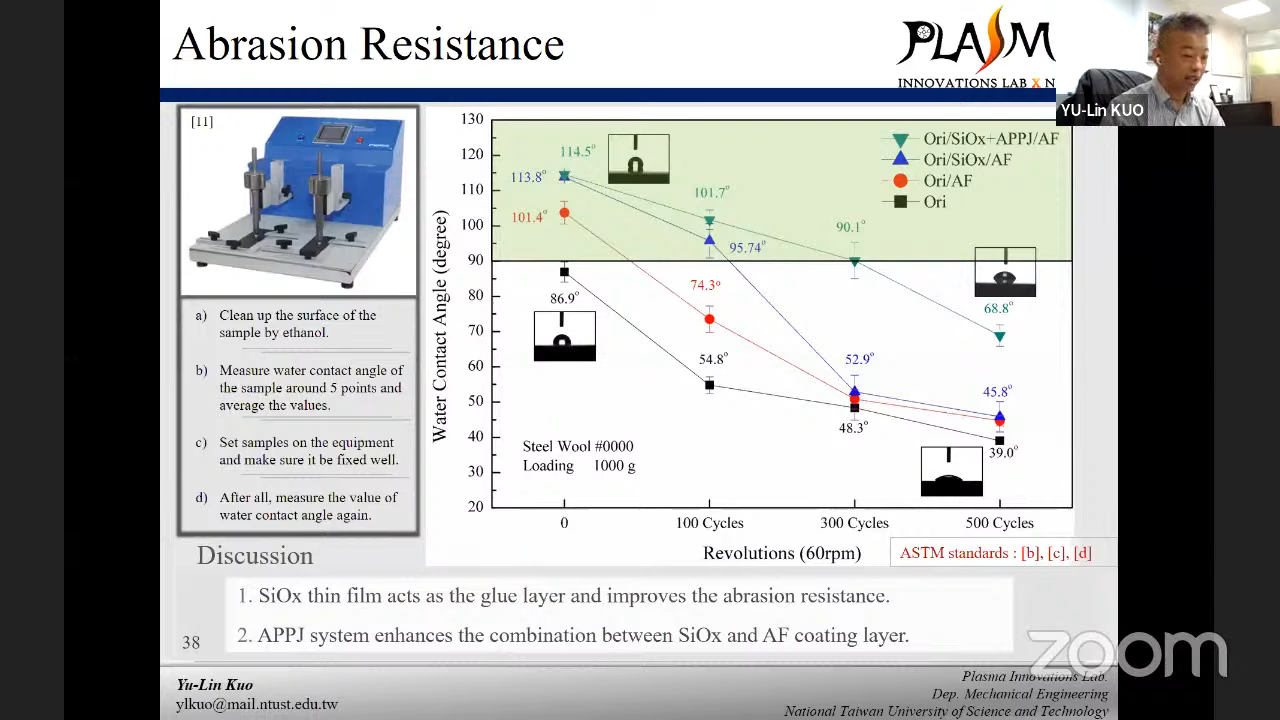 Abrasion Resistance
PLASM
INNOVATIONS LAB X N
YU-Lin KUO
[11]
a) Clean up the surface of the
sample by ethanol.
b) Measure water contact angle of
the sample around 5 points and
average the values.
c) Set samples on the equipment
and make sure it be fixed well.
d) After all, measure the value of
water contact angle again.
Water Contact Angle (degree)
130
120
110
100
90
80
70
60
50
40
30
20
Ori/SiOx+APPJ/AF
Ori/SiOx/AF
Ori/AF
Ori
114.5°
113.8°
101.4°
86.9°
101.7°
95.74°
74.3°
54.8°
90.1°
52.9°
48.3°
68.8°
45.8°
39.0°
Steel Wool #0000
Loading 1000 g
0
100 Cycles
300 Cycles
500 Cycles
Revolutions (60rpm)
ASTM standards : [b], [c], [d]
Discussion
1. SiOx thin film acts as the glue layer and improves the abrasion resistance.
2. APPJ system enhances the combination between SiOx and AF coating layer.
38
zoom
Yu-Lin Kuo
ylkuo@mail.ntust.edu.tw
Plasma Innovations Lab.
Dep. Mechanical Engineering
National Taiwan University of Science and Technology